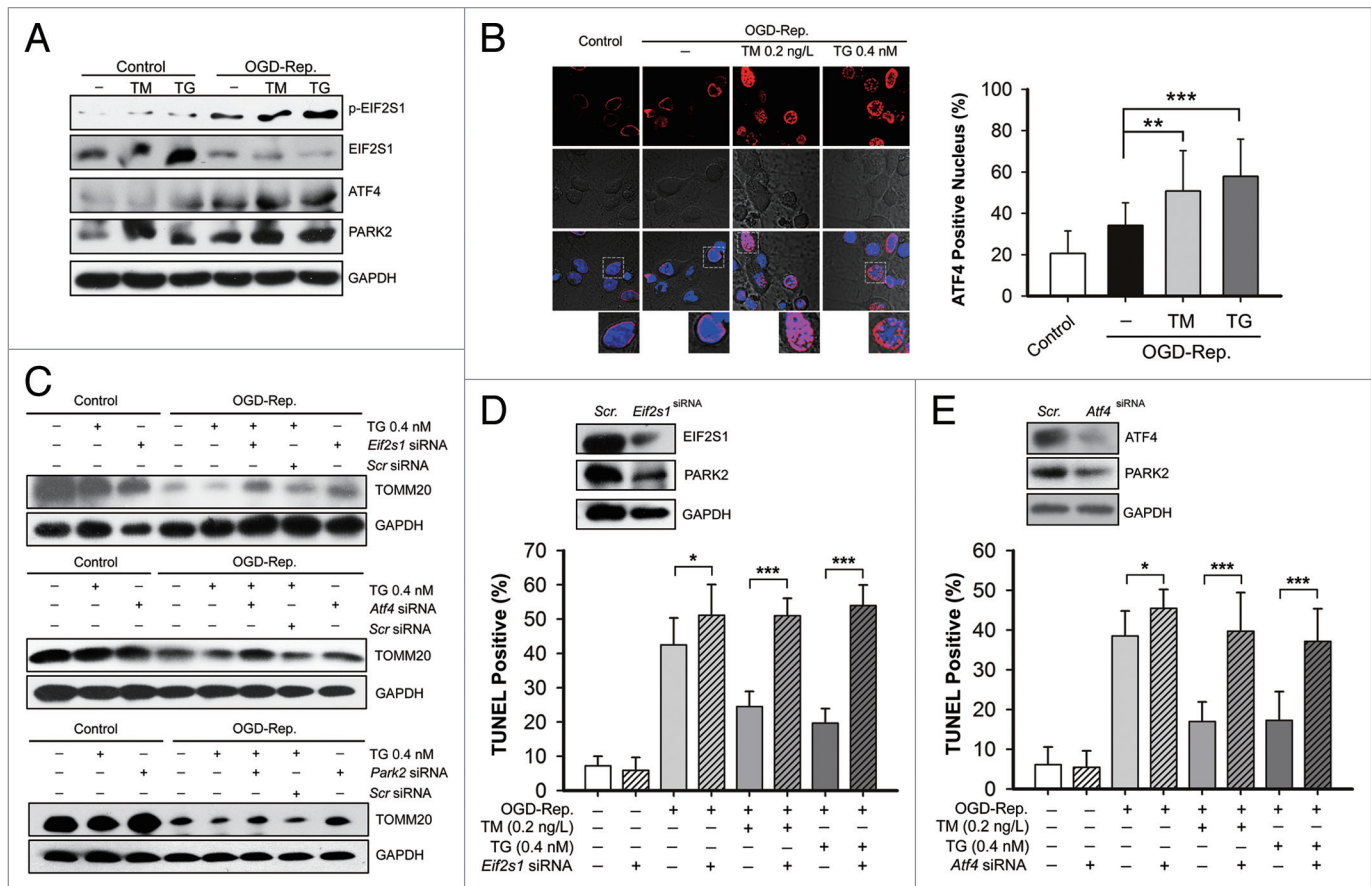 A
Control OGD-Rep.
– TM TG – TM TG
p-EIF2S1
EIF2S1
ATF4
PARK2
GAPDH
B
Control OGD-Rep.
– TM 0.2 ng/L TG 0.4 nM
ATF4 Positive Nucleus (%)
100
80
60
40
20
0
** ***
Control – TM TG
OGD-Rep.
C
Control OGD-Rep.
– + – – + + + – TG 0.4 nM
– – + – – + – + Eif2s1 siRNA
– – – – – – + – Scr siRNA
TOMM20
GAPDH
Control OGD-Rep.
– + – – + + + – TG 0.4 nM
– – + – – + – + Atf4 siRNA
– – – – – – + – Scr siRNA
TOMM20
GAPDH
Control OGD-Rep.
– + – – + + + – TG 0.4 nM
– – + – – + – + Park2 siRNA
– – – – – – + – Scr siRNA
TOMM20
GAPDH
D
Scr. Eif2s1 siRNA
EIF2S1
PARK2
GAPDH
TUNEL Positive (%)
70
60
50
40
30
20
10
0
* *** ***
OGD-Rep. – – + + + + + +
TM (0.2 ng/L) – – – – + + – –
TG (0.4 nM) – – – – – – + +
Eif2s1 siRNA – + – + – + – +
E
Scr. Atf4 siRNA
ATF4
PARK2
GAPDH
TUNEL Positive (%)
60
50
40
30
20
10
0
* *** ***
OGD-Rep. – – + + + + + +
TM (0.2 ng/L) – – – – + + – –
TG (0.4 nM) – – – – – – + +
Atf4 siRNA – + – + – + – +